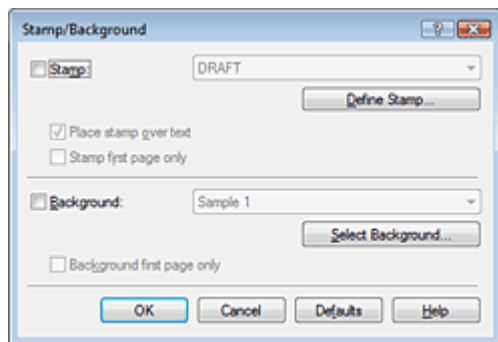 Stamp/Background
Stamp: DRAFT
Define Stamp...
Place stamp over text
Stamp first page only
Background: Sample 1
Select Background...
Background first page only
OK Cancel Defaults Help